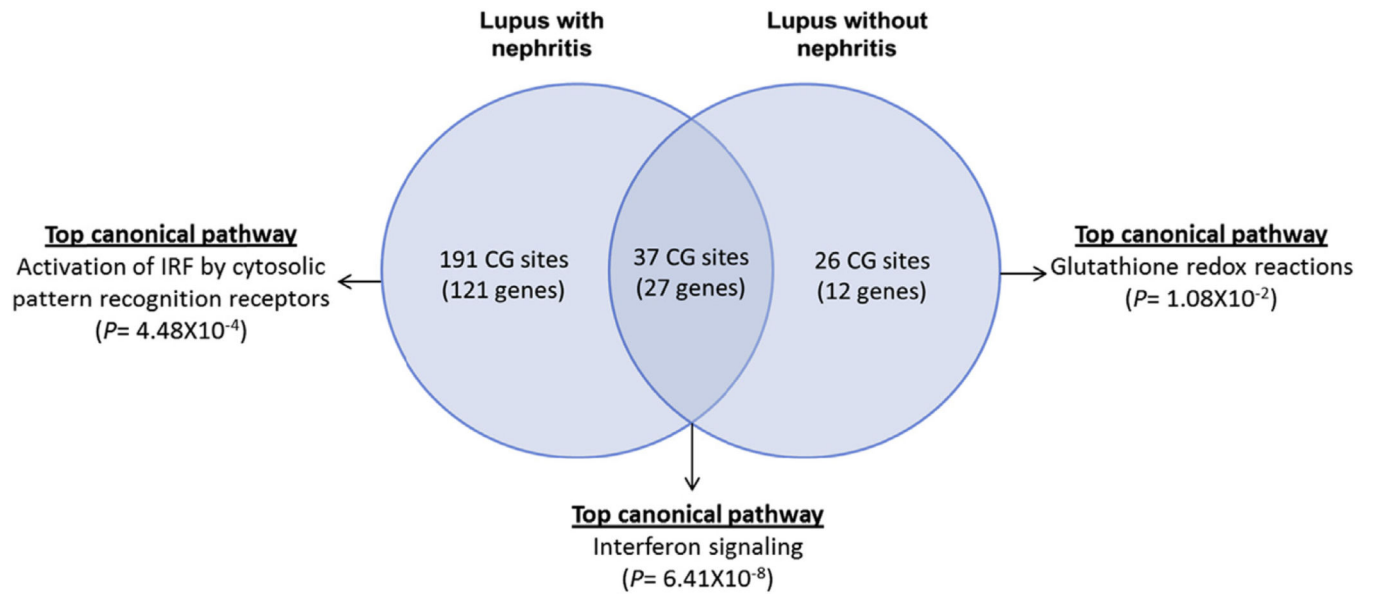 Lupus with
nephritis
Lupus without
nephritis
Top canonical pathway
Activation of IRF by cytosolic
pattern recognition receptors
(P= 4.48X10⁻⁴)
191 CG sites
(121 genes)
37 CG sites
(27 genes)
26 CG sites
(12 genes)
Top canonical pathway
Glutathione redox reactions
(P= 1.08X10⁻²)
Top canonical pathway
Interferon signaling
(P= 6.41X10⁻⁸)